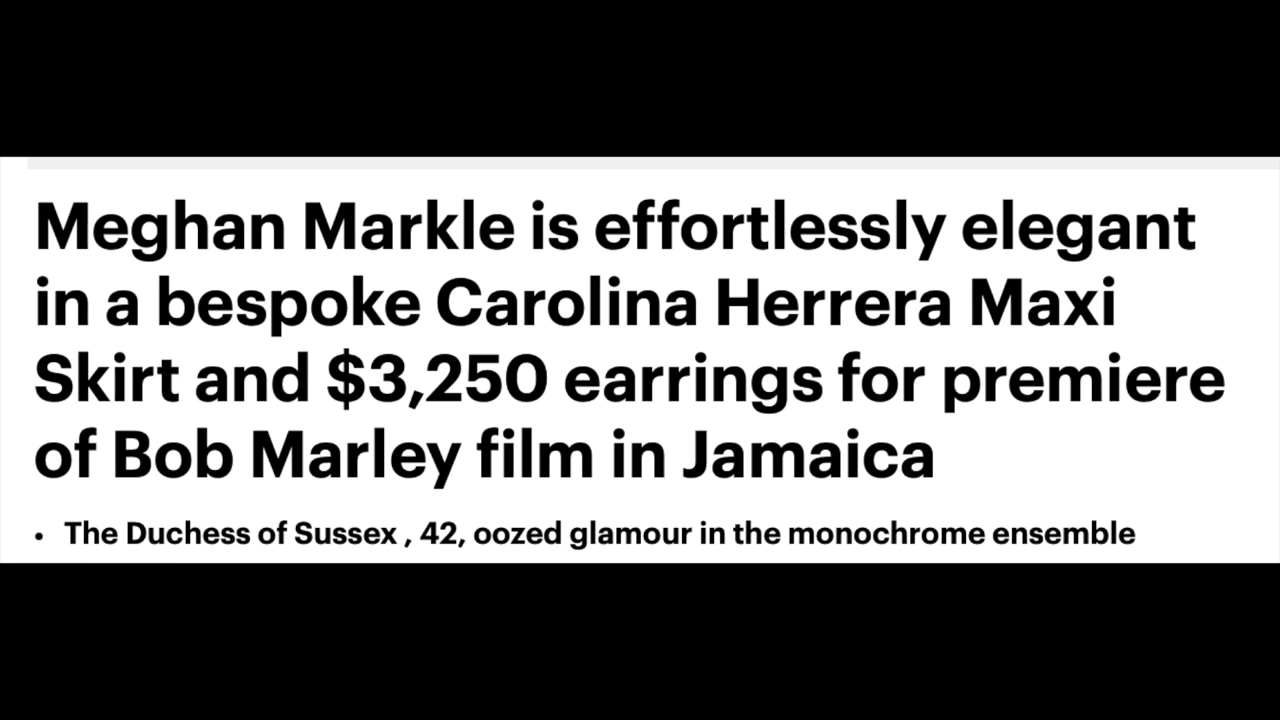 Meghan Markle is effortlessly elegant
in a bespoke Carolina Herrera Maxi
Skirt and $3,250 earrings for premiere
of Bob Marley film in Jamaica
• The Duchess of Sussex , 42, oozed glamour in the monochrome ensemble